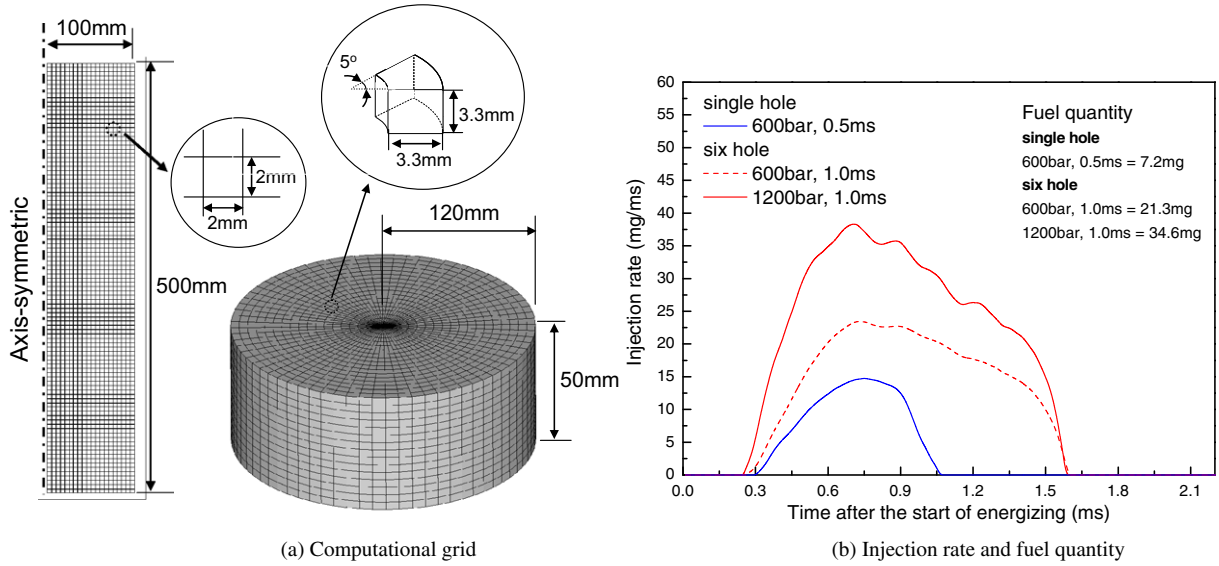 100mm
Axis-symmetric
500mm
2mm
2mm
5°
3.3mm
3.3mm
120mm
50mm
(a) Computational grid
Injection rate (mg/ms)
60
55
50
45
40
35
30
25
20
15
10
5
0
single hole
600bar, 0.5ms
six hole
600bar, 1.0ms
1200bar, 1.0ms
Fuel quantity
single hole
600bar, 0.5ms = 7.2mg
six hole
600bar, 1.0ms = 21.3mg
1200bar, 1.0ms = 34.6mg
0.0 0.3 0.6 0.9 1.2 1.5 1.8 2.1
Time after the start of energizing (ms)
(b) Injection rate and fuel quantity